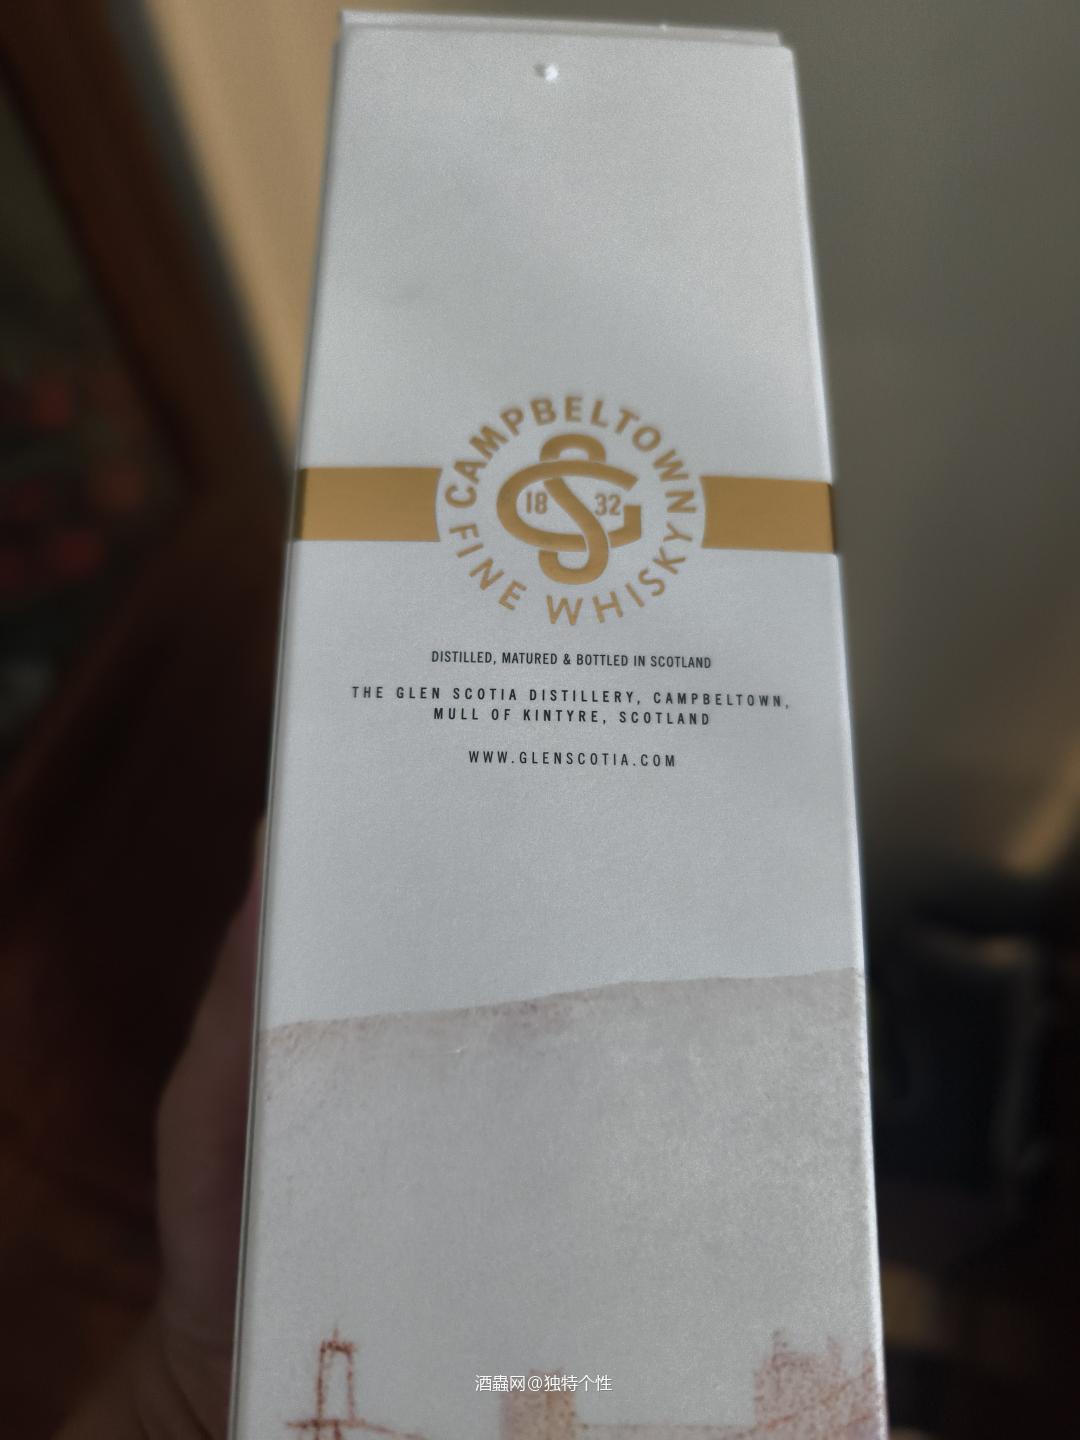 CAMPBELTOWN
18 SG 32
FINE WHISKY
DISTILLED, MATURED & BOTTLED IN SCOTLAND
THE GLEN SCOTIA DISTILLERY, CAMPBELTOWN,
MULL OF KINTYRE, SCOTLAND
WWW.GLENSCOTIA.COM
酒蟲网@独特个性